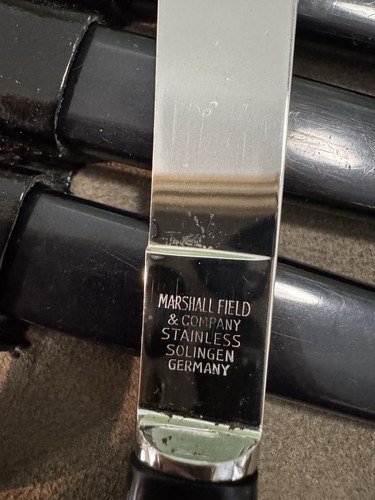 MARSHALL FIELD
& COMPANY
STAINLESS
SOLINGEN
GERMANY